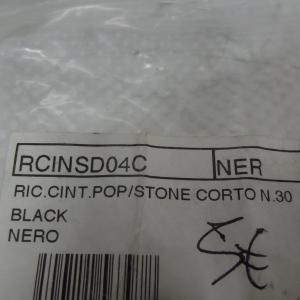 RCINSD04C NER
RIC.CINT.POP/STONE CORTO N.30
BLACK
NERO